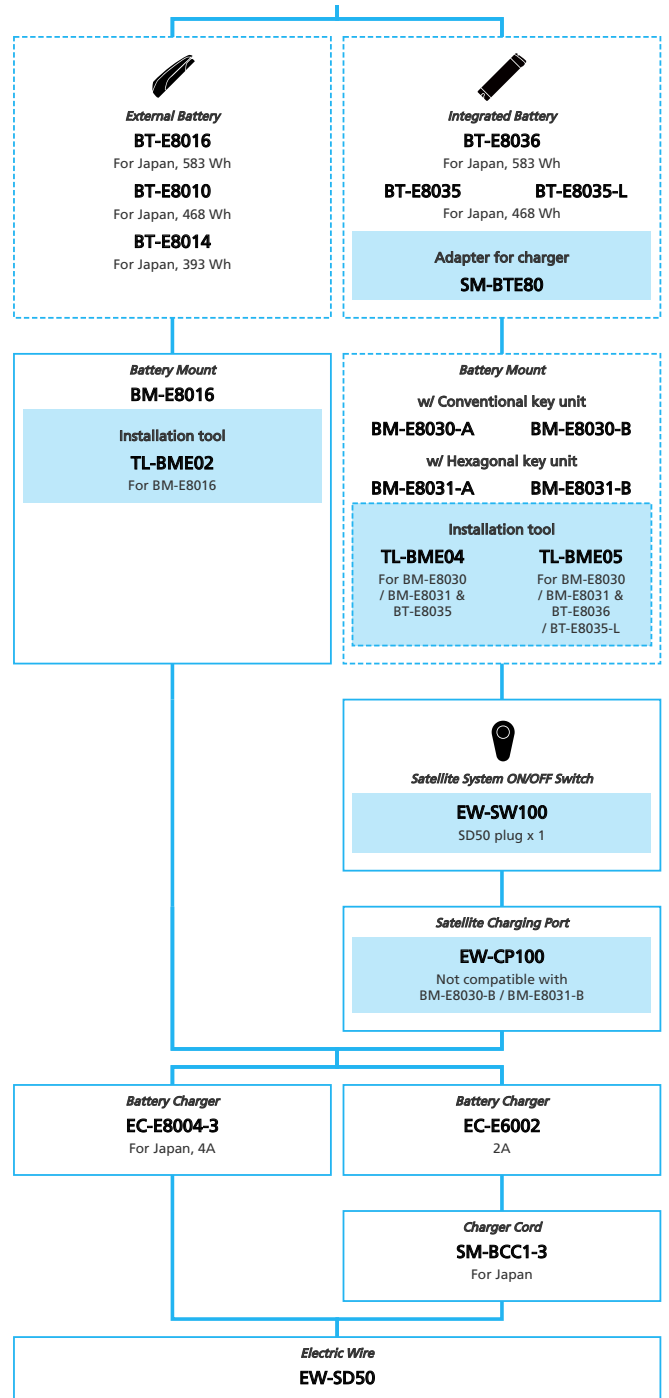 External Battery
BT-E8016
For Japan, 583 Wh
BT-E8010
For Japan, 468 Wh
BT-E8014
For Japan, 393 Wh
Integrated Battery
BT-E8036
For Japan, 583 Wh
BT-E8035 BT-E8035-L
For Japan, 468 Wh
Adapter for charger
SM-BTE80
Battery Mount
BM-E8016
Installation tool
TL-BME02
For BM-E8016
Battery Mount
w/ Conventional key unit
BM-E8030-A BM-E8030-B
w/ Hexagonal key unit
BM-E8031-A BM-E8031-B
Installation tool
TL-BME04
For BM-E8030
/ BM-E8031 &
BT-E8035
TL-BME05
For BM-E8030
/ BM-E8031 &
BT-E8036
/ BT-E8035-L
Satellite System ON/OFF Switch
EW-SW100
SD50 plug x 1
Satellite Charging Port
EW-CP100
Not compatible with
BM-E8030-B / BM-E8031-B
Battery Charger
EC-E8004-3
For Japan, 4A
Battery Charger
EC-E6002
2A
Charger Cord
SM-BCC1-3
For Japan
Electric Wire
EW-SD50